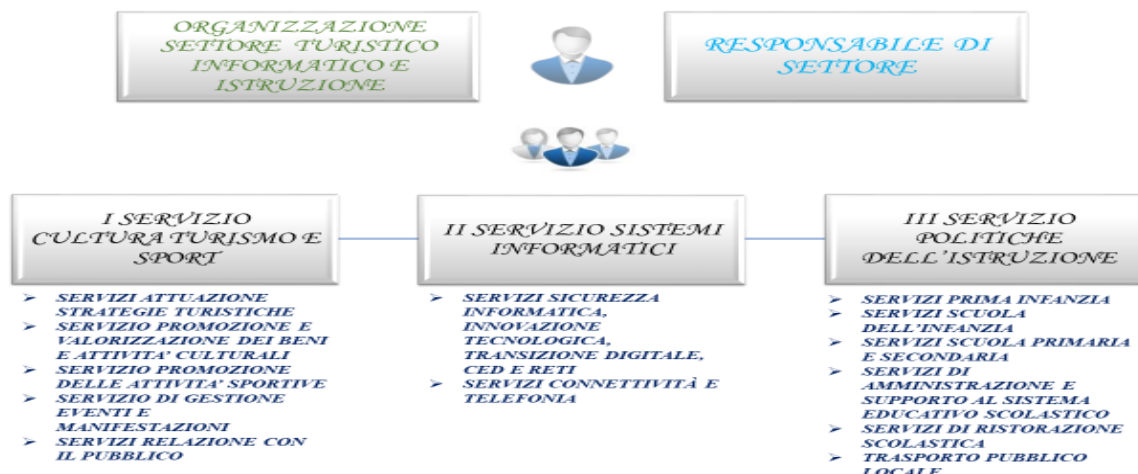 ORGANIZZAZIONE
SETTORE TURISTICO
INFORMATICO E
ISTRUZIONE
RESPONSABILE DI
SETTORE
I SERVIZIO
CULTURA TURISMO E
SPORT
➢ SERVIZI ATTUAZIONE
STRATEGIE TURISTICHE
➢ SERVIZIO PROMOZIONE E
VALORIZZAZIONE DEI BENI
E ATTIVITA' CULTURALI
➢ SERVIZIO PROMOZIONE
DELLE ATTIVITA' SPORTIVE
➢ SERVIZIO DI GESTIONE
EVENTI E
MANIFESTAZIONI
➢ SERVIZI RELAZIONE CON
IL PUBBLICO
II SERVIZIO SISTEMI
INFORMATICI
➢ SERVIZI SICUREZZA
INFORMATICA,
INNOVAZIONE
TECNOLOGICA,
TRANSIZIONE DIGITALE,
CED E RETI
➢ SERVIZI CONNETTIVITÀ E
TELEFONIA
III SERVIZIO
POLITICHE
DELL'ISTRUZIONE
➢ SERVIZI PRIMA INFANZIA
➢ SERVIZI SCUOLA
DELL'INFANZIA
➢ SERVIZI SCUOLA PRIMARIA
E SECONDARIA
➢ SERVIZI DI
AMMINISTRAZIONE E
SUPPORTO AL SISTEMA
EDUCATIVO SCOLASTICO
➢ SERVIZI DI RISTORAZIONE
SCOLASTICA
➢ TRASPORTO PUBBLICO
LOCALE